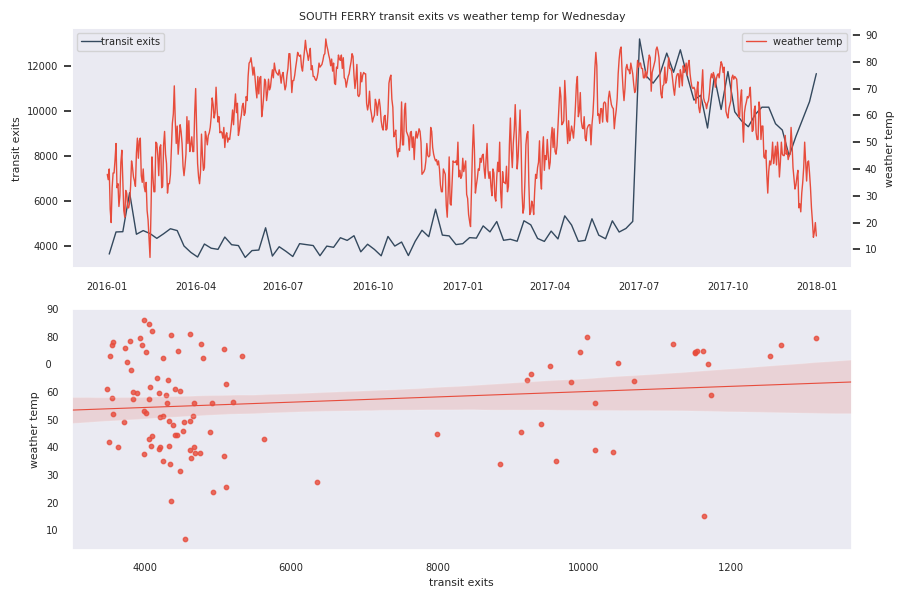 SOUTH FERRY transit exits vs weather temp for Wednesday
transit exits
weather temp
12000
10000
8000
6000
4000
transit exits
90
80
70
60
50
40
30
20
10
weather temp
2016-01 2016-04 2016-07 2016-10 2017-01 2017-04 2017-07 2017-10 2018-01
90
80
0
60
50
40
30
20
10
weather temp
4000 6000 8000 10000 1200
transit exits